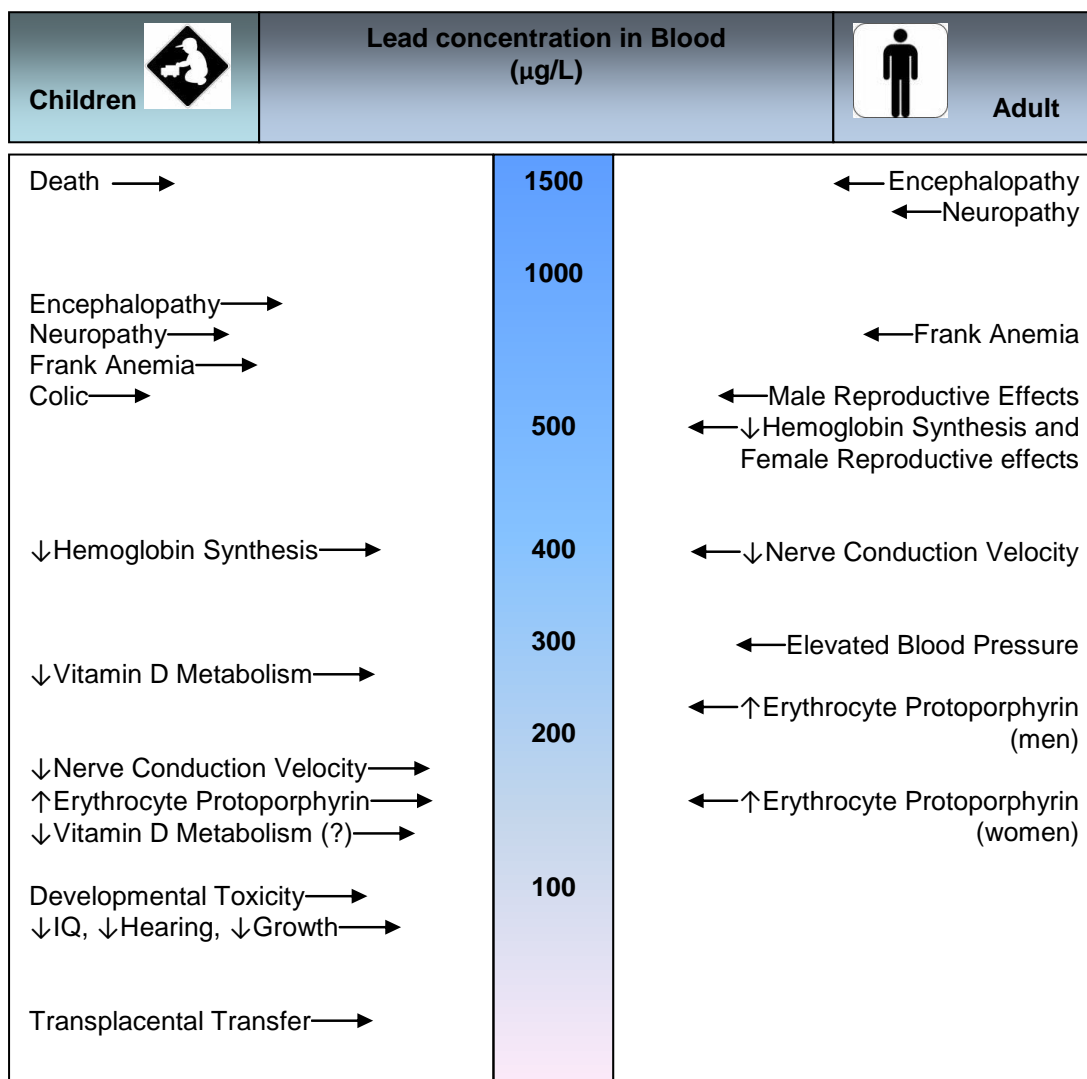 Lead concentration in Blood
(µg/L)
Children
Adult
Death → 1500 ← Encephalopathy
← Neuropathy
1000
Encephalopathy →
Neuropathy → ← Frank Anemia
Frank Anemia →
Colic → ← Male Reproductive Effects
500 ← ↓Hemoglobin Synthesis and
Female Reproductive effects
↓Hemoglobin Synthesis → 400 ← ↓Nerve Conduction Velocity
300 ← Elevated Blood Pressure
↓Vitamin D Metabolism →
← ↑Erythrocyte Protoporphyrin
200 (men)
↓Nerve Conduction Velocity →
↑Erythrocyte Protoporphyrin → ← ↑Erythrocyte Protoporphyrin
↓Vitamin D Metabolism (?) → (women)
100
Developmental Toxicity →
↓IQ, ↓Hearing, ↓Growth →
Transplacental Transfer →